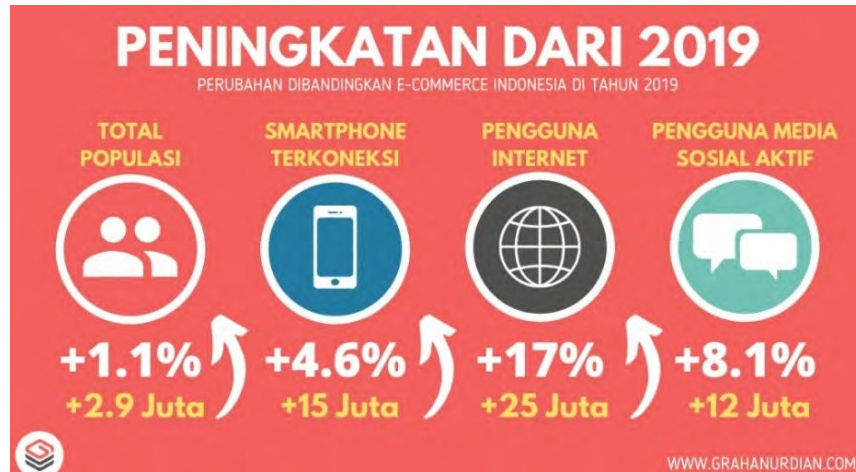 PENINGKATAN DARI 2019
PERUBAHAN DIBANDINGKAN E-COMMERCE INDONESIA DI TAHUN 2019
TOTAL
POPULASI
+1.1%
+2.9 Juta
SMARTPHONE
TERKONEKSI
+4.6%
+15 Juta
PENGGUNA
INTERNET
+17%
+25 Juta
PENGGUNA MEDIA
SOSIAL AKTIF
+8.1%
+12 Juta
WWW.GRAHANURDIAN.COM